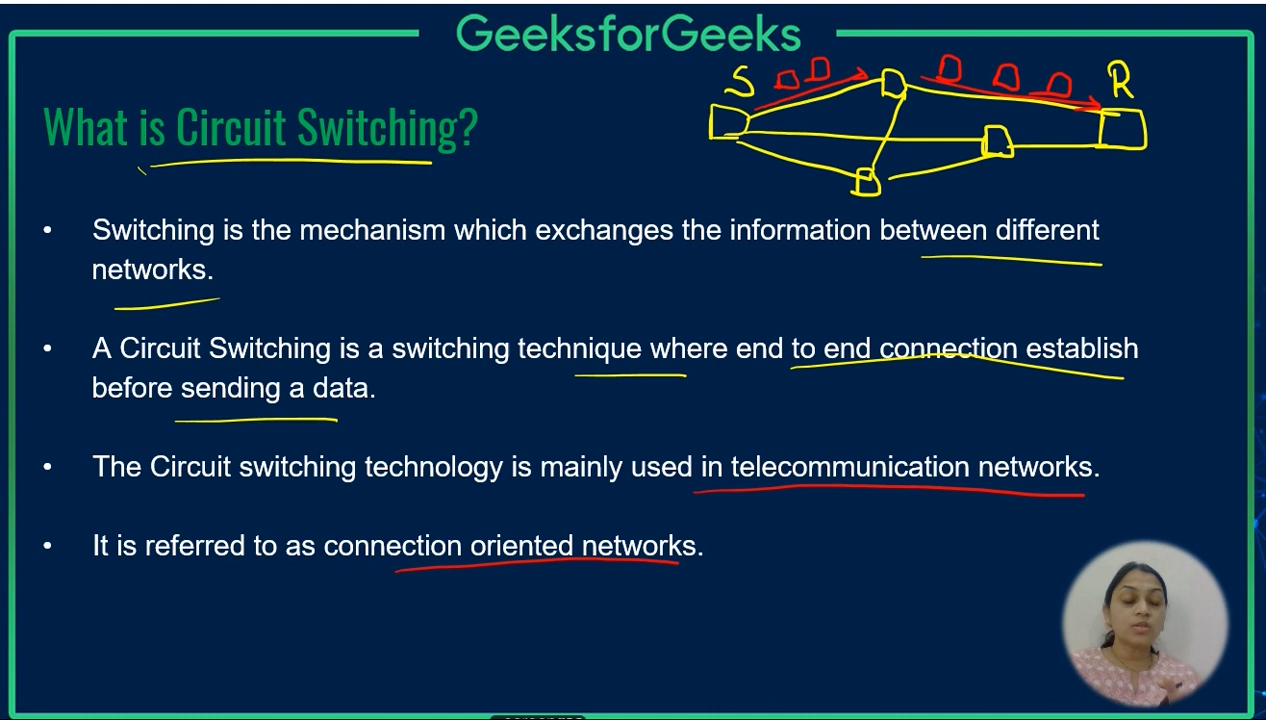 GeeksforGeeks
S
R
What is Circuit Switching?
• Switching is the mechanism which exchanges the information between different
networks.
• A Circuit Switching is a switching technique where end to end connection establish
before sending a data.
• The Circuit switching technology is mainly used in telecommunication networks.
• It is referred to as connection oriented networks.